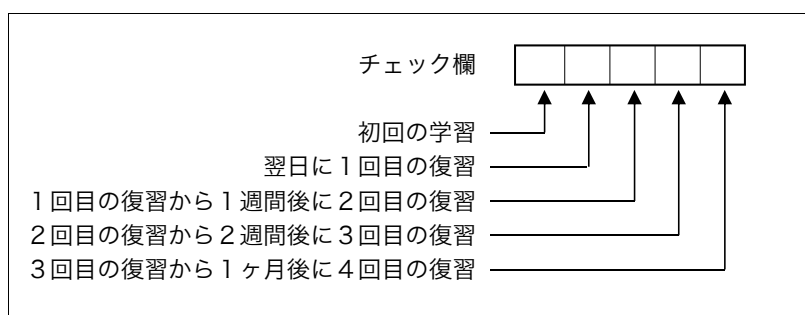 チェック欄
初回の学習
翌日に１回目の復習
１回目の復習から１週間後に２回目の復習
２回目の復習から２週間後に３回目の復習
３回目の復習から１ヶ月後に４回目の復習